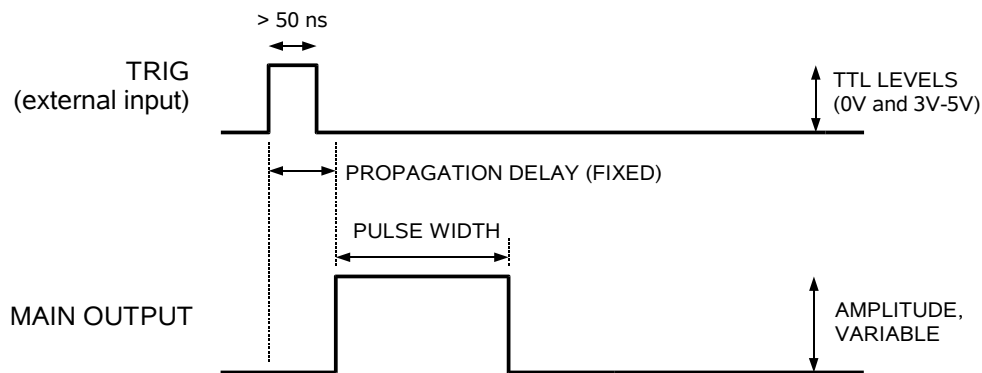 > 50 ns
TRIG
(external input)
TTL LEVELS
(0V and 3V-5V)
PROPAGATION DELAY (FIXED)
PULSE WIDTH
MAIN OUTPUT
AMPLITUDE,
VARIABLE